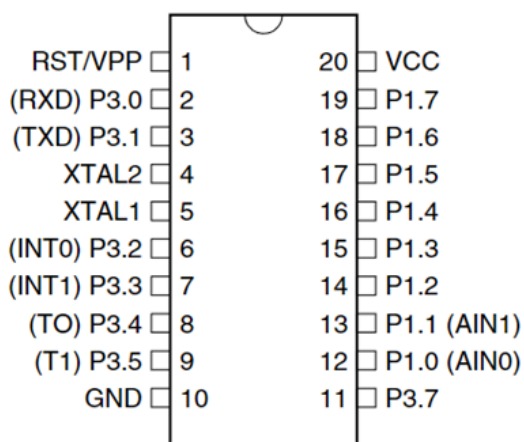 RST/VPP 1 20 VCC
(RXD) P3.0 2 19 P1.7
(TXD) P3.1 3 18 P1.6
XTAL2 4 17 P1.5
XTAL1 5 16 P1.4
(INT0) P3.2 6 15 P1.3
(INT1) P3.3 7 14 P1.2
(TO) P3.4 8 13 P1.1 (AIN1)
(T1) P3.5 9 12 P1.0 (AIN0)
GND 10 11 P3.7